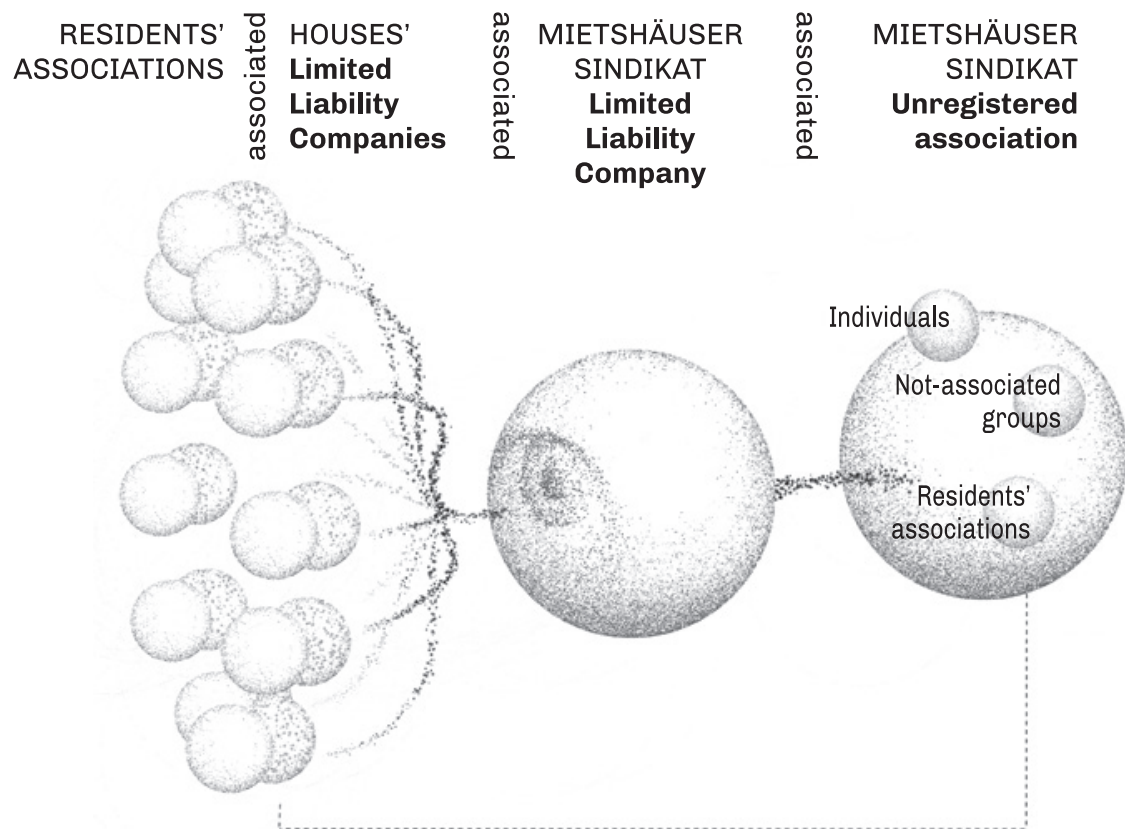 RESIDENTS'
ASSOCIATIONS
associated
HOUSES'
Limited
Liability
Companies
associated
MIETSHÄUSER
SINDIKAT
Limited
Liability
Company
associated
MIETSHÄUSER
SINDIKAT
Unregistered
association
Individuals
Not-associated
groups
Residents'
associations